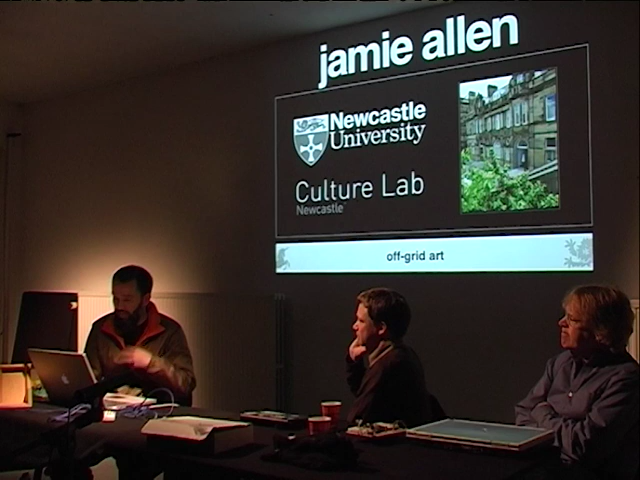 jamie allen
Newcastle
University
Culture Lab
Newcastle
off-grid art